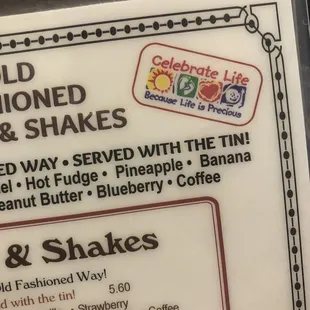 OLD
HIONED
& SHAKES
Celebrate Life
Because Life is Precious
ED WAY • SERVED WITH THE TIN!
el • Hot Fudge • Pineapple • Banana
eanut Butter • Blueberry • Coffee
& Shakes
Old Fashioned Way!
d with the tin! 5.60
Strawberry Coffee